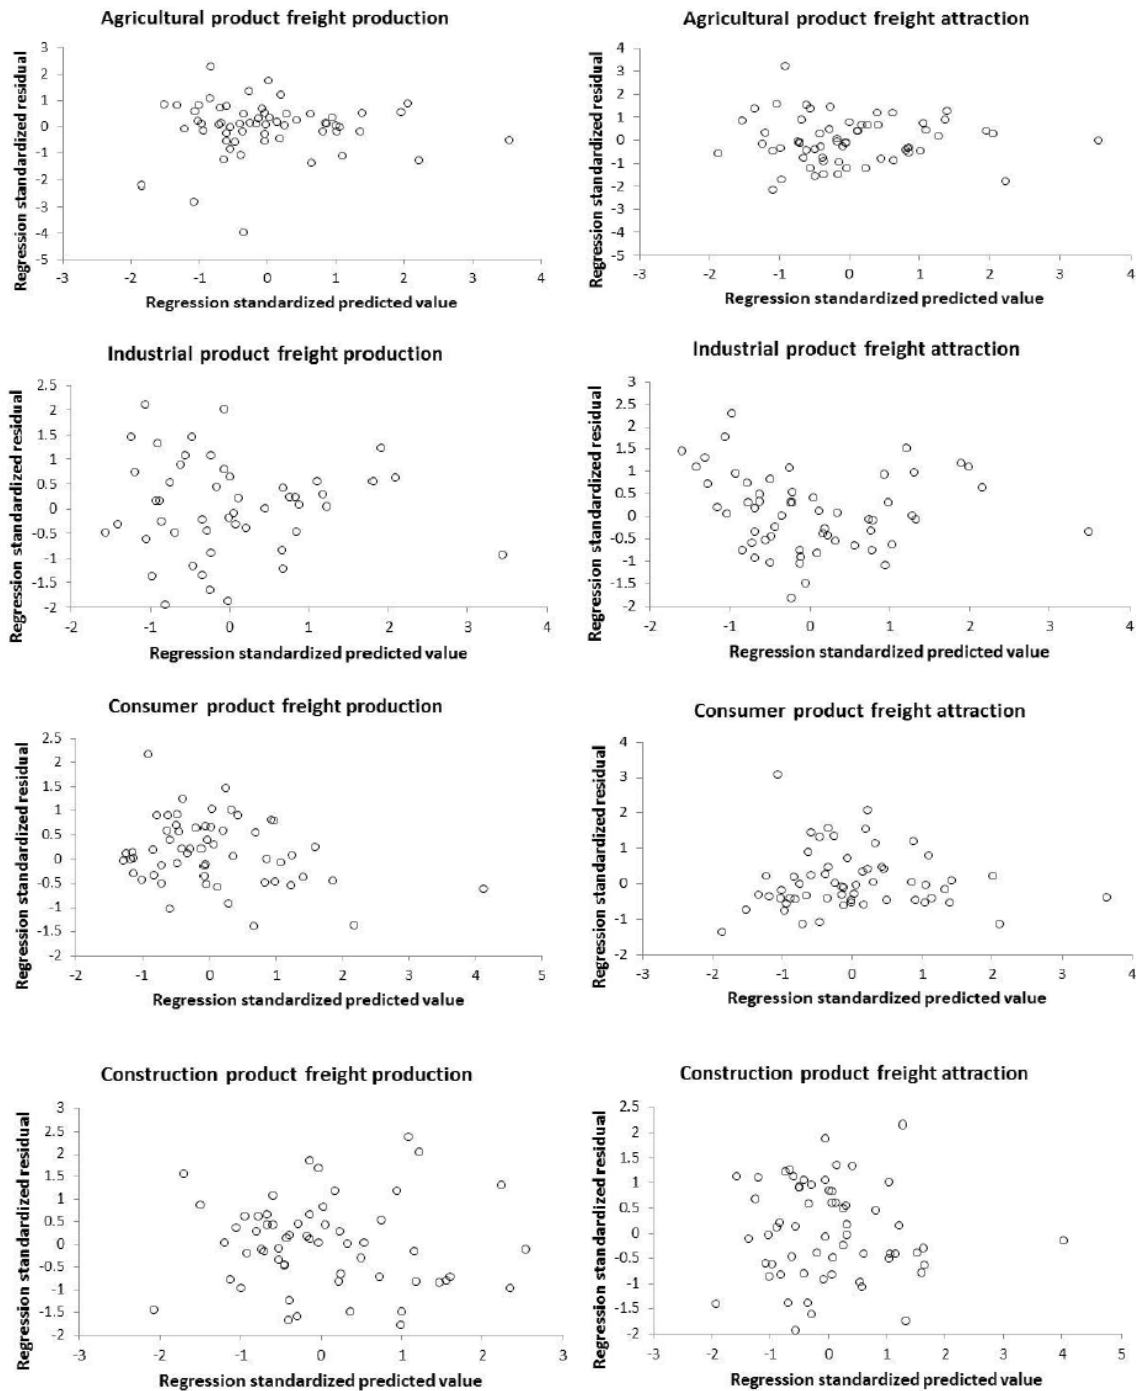 Agricultural product freight production
Regression standardized residual
3
2
1
0
-1
-2
-3
-4
-5
-3 -2 -1 0 1 2 3 4
Regression standardized predicted value
Agricultural product freight attraction
Regression standardized residual
4
3
2
1
0
-1
-2
-3
-4
-5
-3 -2 -1 0 1 2 3 4
Regression standardized predicted value
Industrial product freight production
Regression standardized residual
2.5
2
1.5
1
0.5
0
-0.5
-1
-1.5
-2
-2 -1 0 1 2 3 4
Regression standardized predicted value
Industrial product freight attraction
Regression standardized residual
3
2.5
2
1.5
1
0.5
0
-0.5
-1
-1.5
-2
-2 -1 0 1 2 3 4
Regression standardized predicted value
Consumer product freight production
Regression standardized residual
2.5
2
1.5
1
0.5
0
-0.5
-1
-1.5
-2
-2 -1 0 1 2 3 4 5
Regression standardized predicted value
Consumer product freight attraction
Regression standardized residual
4
3
2
1
0
-1
-2
-3 -2 -1 0 1 2 3 4
Regression standardized predicted value
Construction product freight production
Regression standardized residual
3
2.5
2
1.5
1
0.5
0
-0.5
-1
-1.5
-2
-3 -2 -1 0 1 2 3
Regression standardized predicted value
Construction product freight attraction
Regression standardized residual
2.5
2
1.5
1
0.5
0
-0.5
-1
-1.5
-2
-3 -2 -1 0 1 2 3 4 5
Regression standardized predicted value